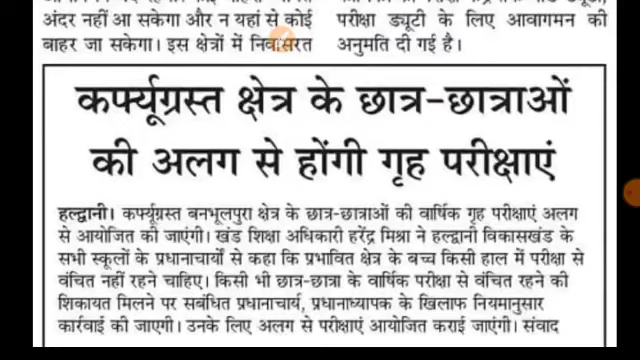 अंदर नहीं आ सकेगा और न यहां से कोई
बाहर जा सकेगा। इस क्षेत्रों में निवासरत
परीक्षा ड्यूटी के लिए आवागमन की
अनुमति दी गई है।
कर्फ्यूग्रस्त क्षेत्र के छात्र-छात्राओं
की अलग से होंगी गृह परीक्षाएं
हल्द्वानी। कर्फ्यूग्रस्त बनभूलपुरा क्षेत्र के छात्र-छात्राओं की वार्षिक गृह परीक्षाएं अलग
से आयोजित की जाएंगी। खंड शिक्षा अधिकारी हरेंद्र मिश्रा ने हल्द्वानी विकासखंड के
सभी स्कूलों के प्रधानाचार्यों से कहा कि प्रभावित क्षेत्र के बच्चे किसी हाल में परीक्षा से
वंचित नहीं रहने चाहिए। किसी भी छात्र-छात्रा के वार्षिक परीक्षा से वंचित रहने की
शिकायत मिलने पर सबंधित प्रधानाचार्य, प्रधानाध्यापक के खिलाफ नियमानुसार
कार्रवाई की जाएगी। उनके लिए अलग से परीक्षाएं आयोजित कराई जाएंगी। संवाद